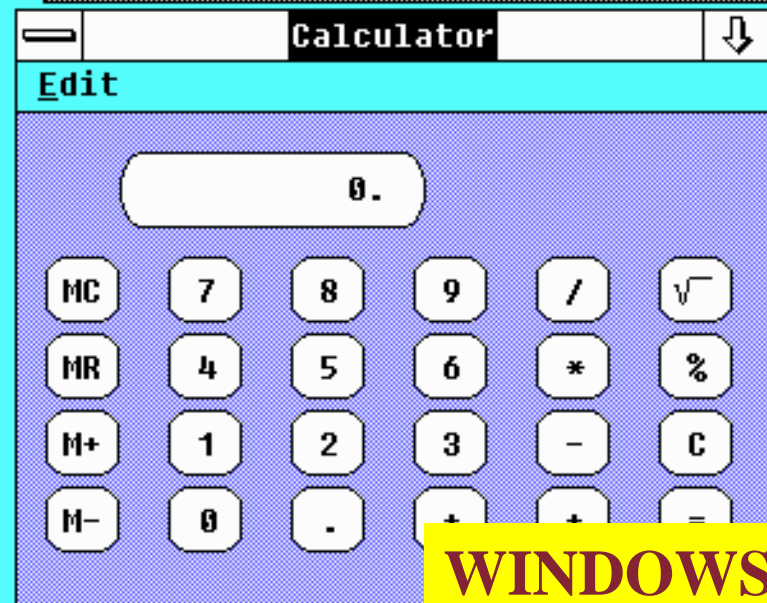 Calculator
Edit
0.
MC 7 8 9 / √
MR 4 5 6 * %
M+ 1 2 3 - C
M- 0 .
WINDOWS